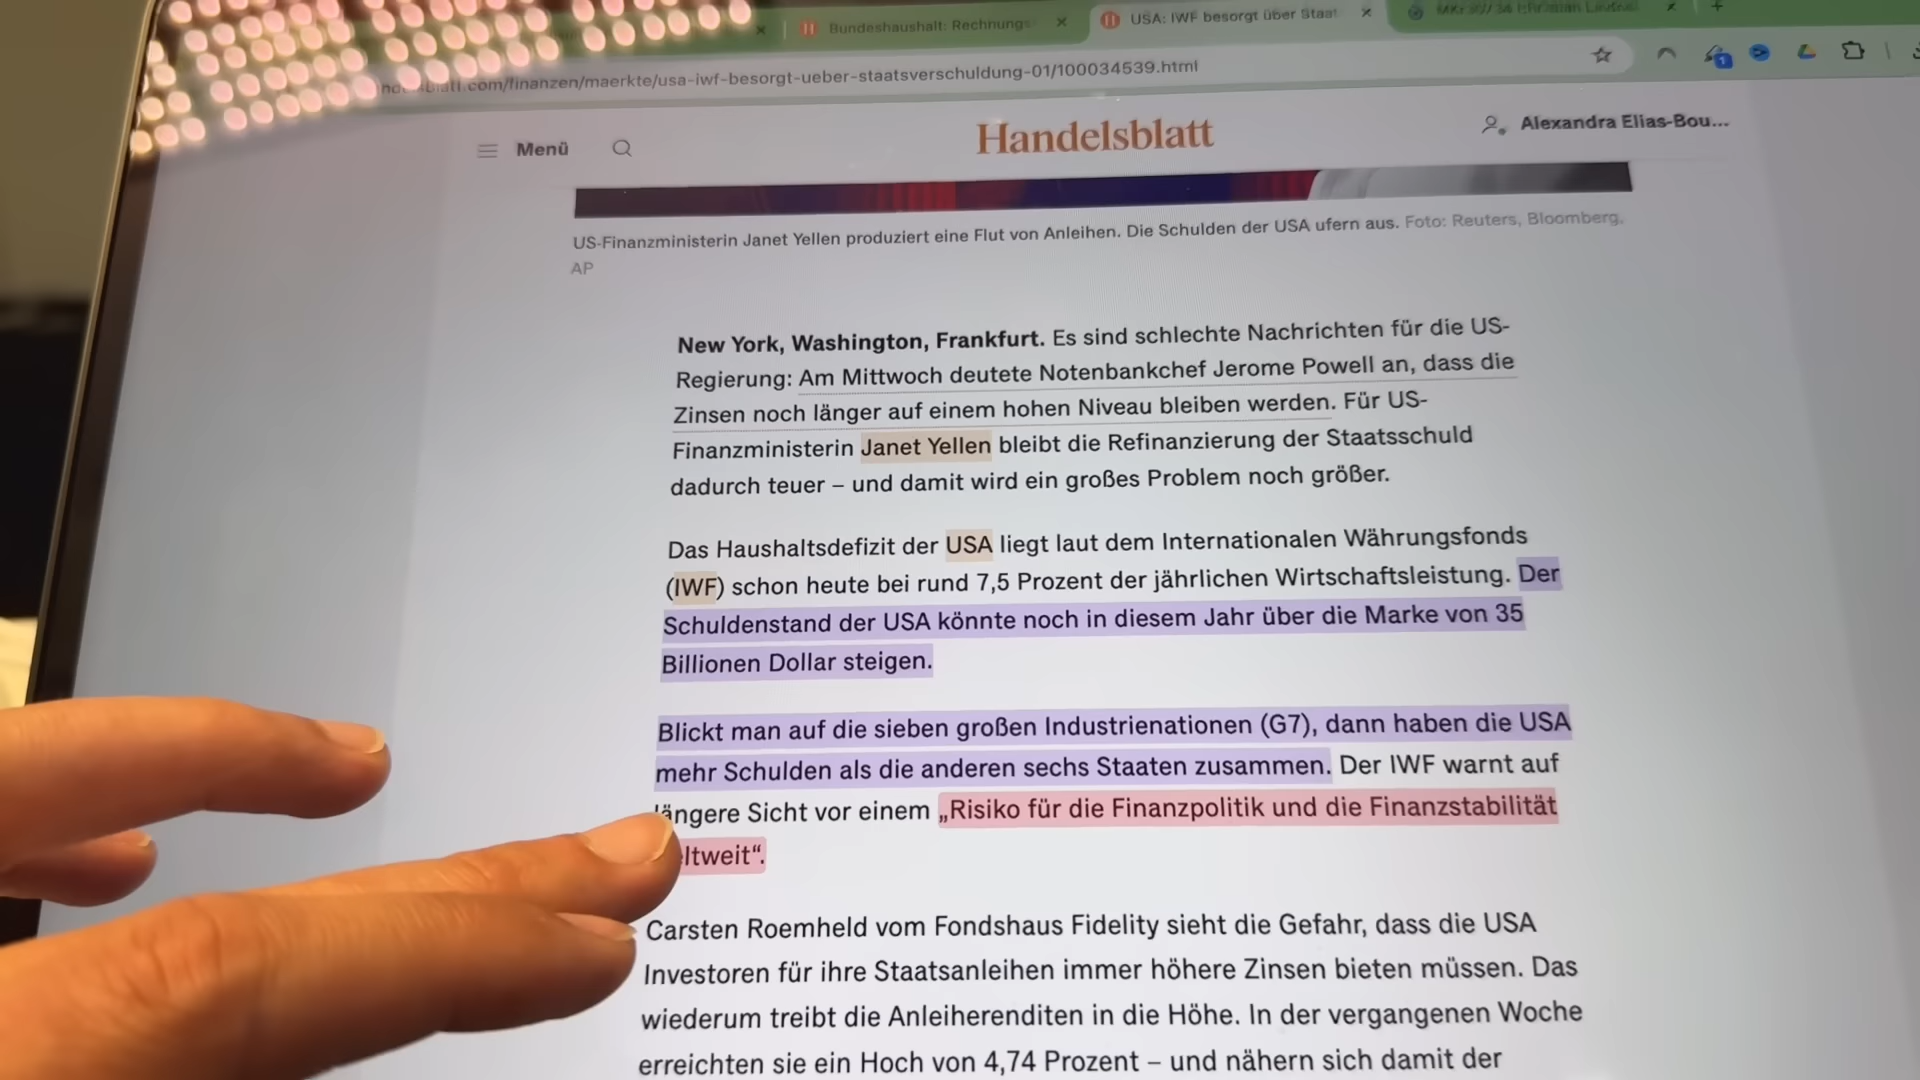 Bundeshaushalt: Rechnungs
USA: IWF besorgt über Staat
blatt.com/finanzen/maerkte/usa-iwf-besorgt-ueber-staatsverschuldung-01/100034539.html
1
Menü
Handelsblatt
Alexandra Elias-Bou...
US-Finanzministerin Janet Yellen produziert eine Flut von Anleihen. Die Schulden der USA ufern aus. Foto: Reuters, Bloomberg,
AP
New York, Washington, Frankfurt. Es sind schlechte Nachrichten für die US-
Regierung: Am Mittwoch deutete Notenbankchef Jerome Powell an, dass die
Zinsen noch länger auf einem hohen Niveau bleiben werden. Für US-
Finanzministerin Janet Yellen bleibt die Refinanzierung der Staatsschuld
dadurch teuer – und damit wird ein großes Problem noch größer.
Das Haushaltsdefizit der USA liegt laut dem Internationalen Währungsfonds
(IWF) schon heute bei rund 7,5 Prozent der jährlichen Wirtschaftsleistung. Der
Schuldenstand der USA könnte noch in diesem Jahr über die Marke von 35
Billionen Dollar steigen.
Blickt man auf die sieben großen Industrienationen (G7), dann haben die USA
mehr Schulden als die anderen sechs Staaten zusammen. Der IWF warnt auf
längere Sicht vor einem „Risiko für die Finanzpolitik und die Finanzstabilität
eltweit“.
Carsten Roemheld vom Fondshaus Fidelity sieht die Gefahr, dass die USA
Investoren für ihre Staatsanleihen immer höhere Zinsen bieten müssen. Das
wiederum treibt die Anleiherenditen in die Höhe. In der vergangenen Woche
erreichten sie ein Hoch von 4,74 Prozent – und nähern sich damit der